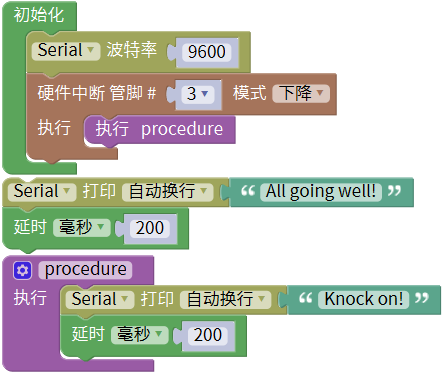 初始化
Serial 波特率 9600
硬件中断 管脚 # 3 模式 下降
执行 执行 procedure
Serial 打印 自动换行 “ All going well! ”
延时 毫秒 200
procedure
执行 Serial 打印 自动换行 “ Knock on! ”
延时 毫秒 200